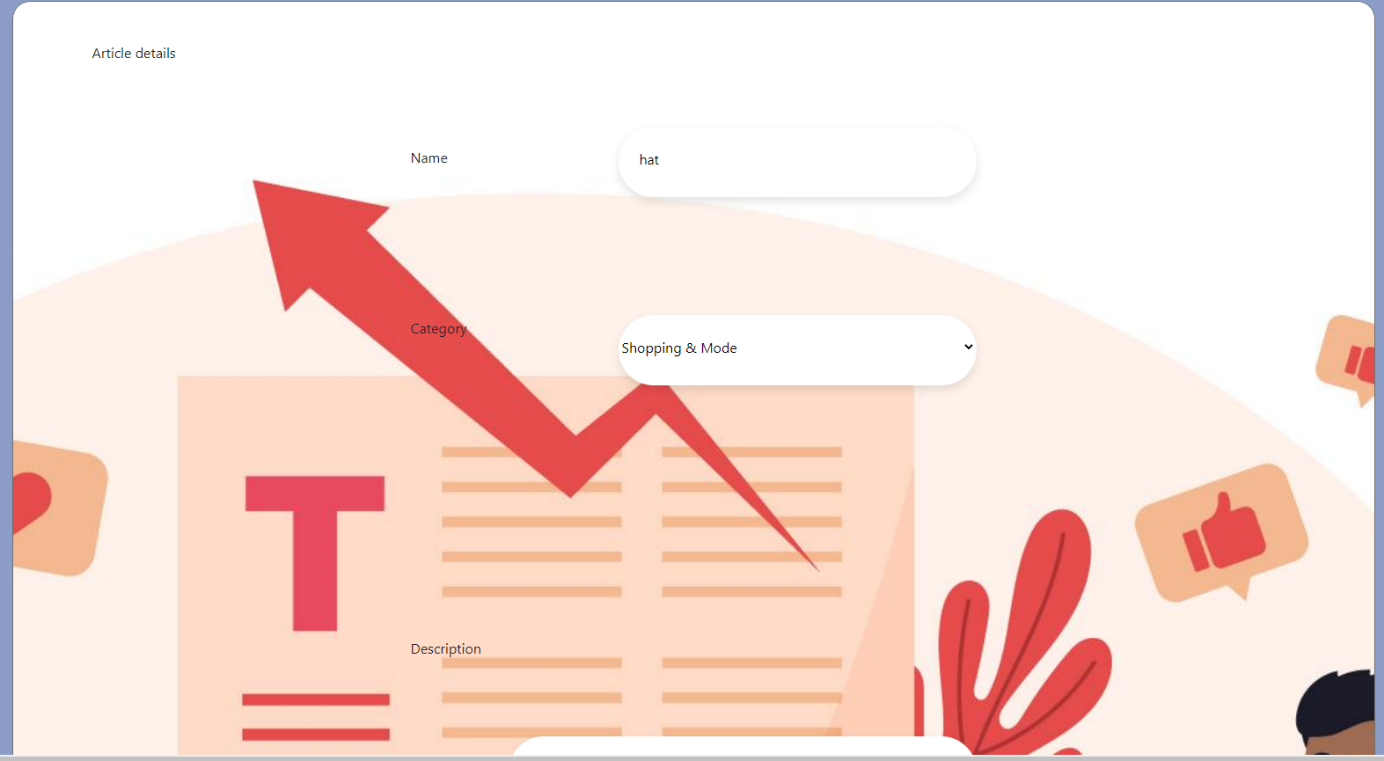 Article details
Name
hat
Category
Shopping & Mode
T
Description